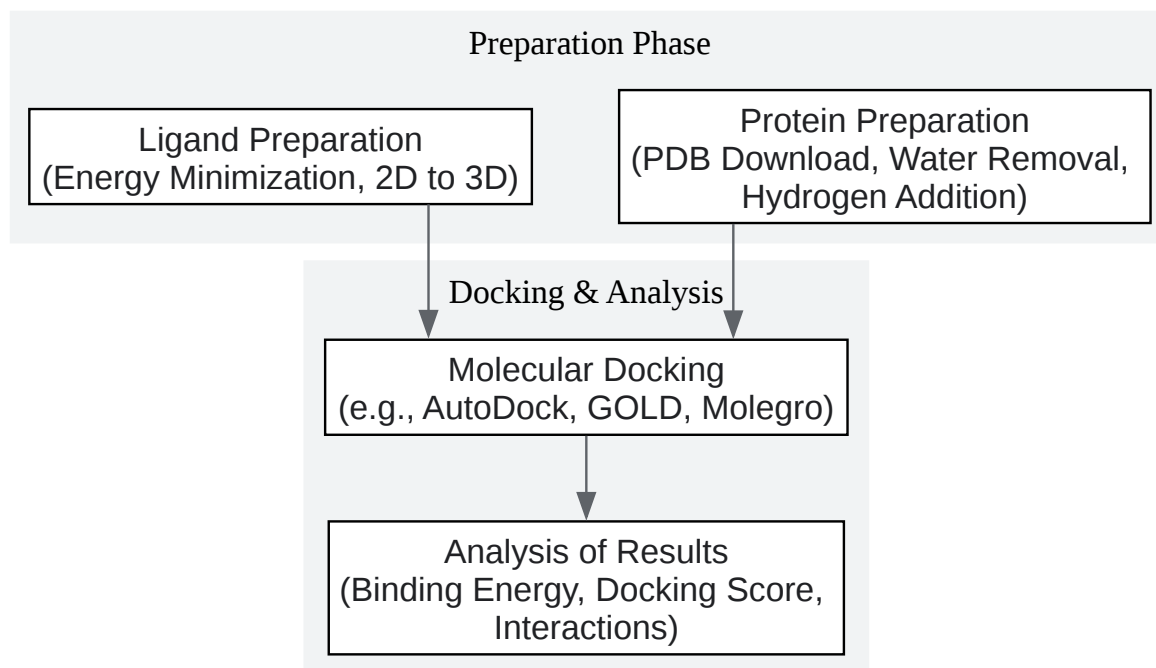 Preparation Phase
Ligand Preparation
(Energy Minimization, 2D to 3D)
Protein Preparation
(PDB Download, Water Removal,
Hydrogen Addition)
Docking & Analysis
Molecular Docking
(e.g., AutoDock, GOLD, Molegro)
Analysis of Results
(Binding Energy, Docking Score,
Interactions)